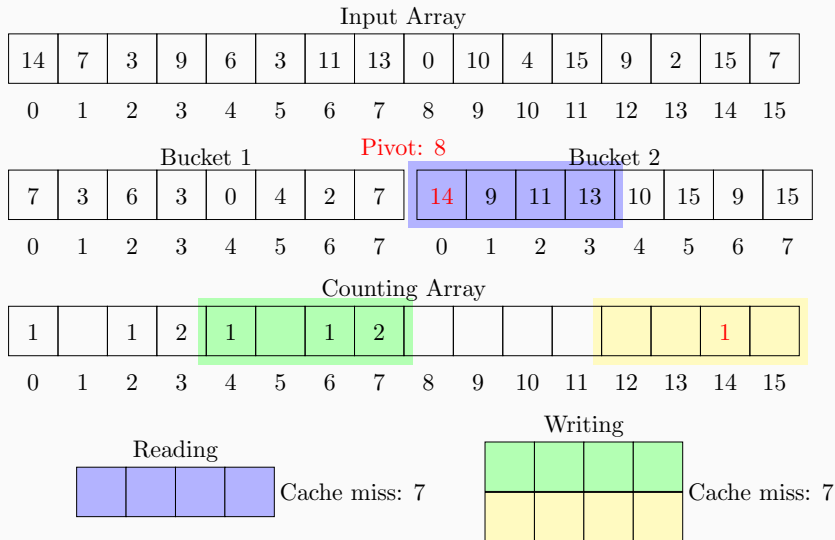 Input Array
14 7 3 9 6 3 11 13 0 10 4 15 9 2 15 7
0 1 2 3 4 5 6 7 8 9 10 11 12 13 14 15
Pivot: 8
Bucket 1 Bucket 2
7 3 6 3 0 4 2 7 14 9 11 13 10 15 9 15
0 1 2 3 4 5 6 7 0 1 2 3 4 5 6 7
Counting Array
1 1 2 1 1 2 1
0 1 2 3 4 5 6 7 8 9 10 11 12 13 14 15
Writing
Reading
Cache miss: 7 Cache miss: 7